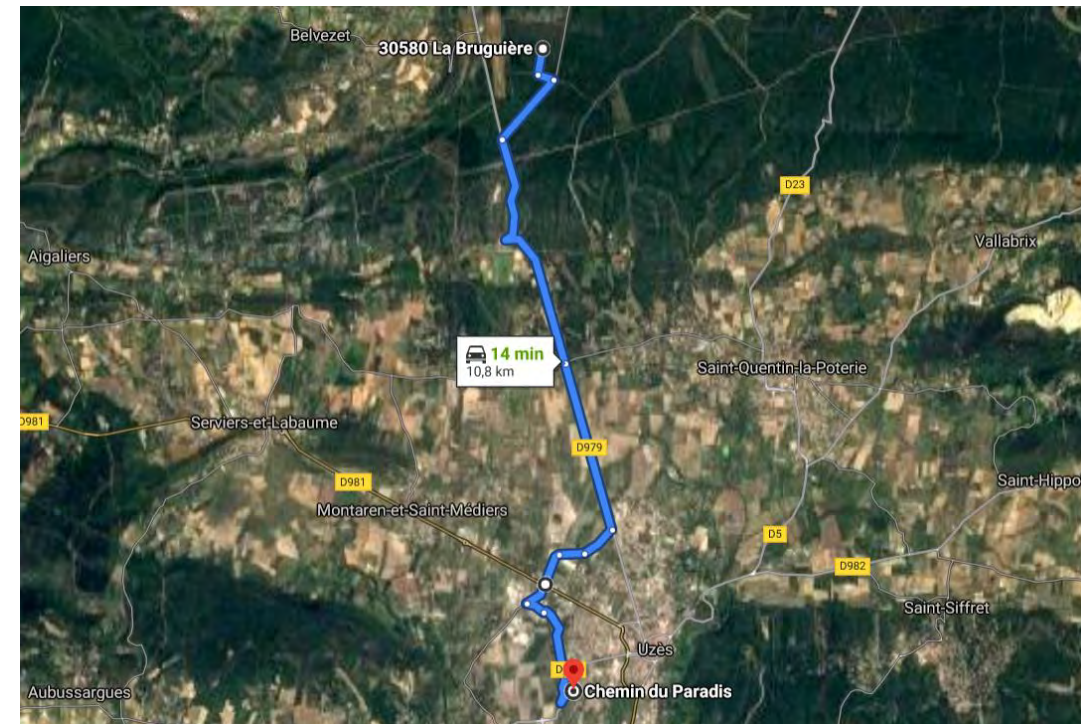 Belvezet
30580 La Bruguière
D23
Vallabrix
Aigaliers
14 min
10,8 km
Saint-Quentin-la-Poterie
D981
Serviers-et-Labaume
D979
D981
Saint-Hippo
Montaren-et-Saint-Médiers
D5
D982
Saint-Siffret
Uzès
Aubussargues
Chemin du Paradis